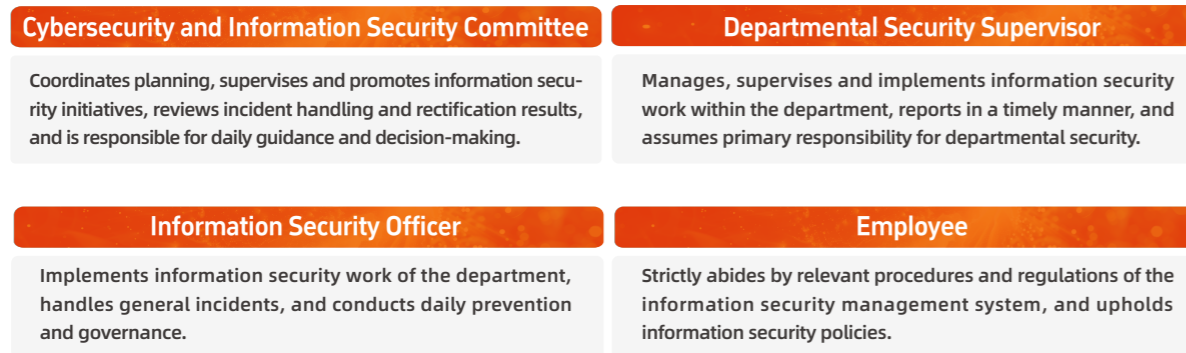 Cybersecurity and Information Security Committee
Coordinates planning, supervises and promotes information secu-
rity initiatives, reviews incident handling and rectification results,
and is responsible for daily guidance and decision-making.
Departmental Security Supervisor
Manages, supervises and implements information security
work within the department, reports in a timely manner, and
assumes primary responsibility for departmental security.
Information Security Officer
Implements information security work of the department,
handles general incidents, and conducts daily prevention
and governance.
Employee
Strictly abides by relevant procedures and regulations of the
information security management system, and upholds
information security policies.